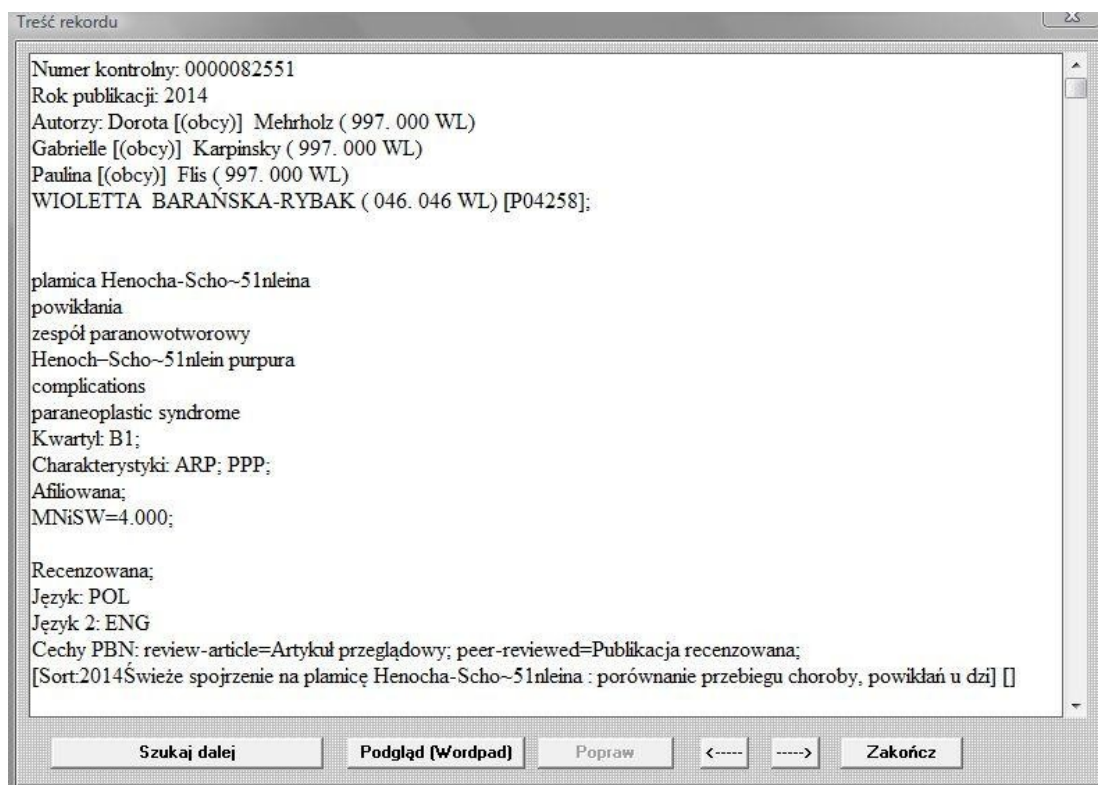 Treść rekordu
Numer kontrolny: 0000082551
Rok publikacji: 2014
Autorzy: Dorota [(obcy)] Mehrholz ( 997. 000 WL)
Gabrielle [(obcy)] Karpinsky ( 997. 000 WL)
Paulina [(obcy)] Flis ( 997. 000 WL)
WIOLETTA BARAŃSKA-RYBAK ( 046. 046 WL) [P04258];
plamica Henocha-Scho~51nleina
powikłania
zespół paranowotworowy
Henoch–Scho~51nlein purpura
complications
paraneoplastic syndrome
Kwartyl: B1;
Charakterystyki: ARP; PPP;
Afiliowana;
MNiSW=4.000;
Recenzowana;
Język: POL
Język 2: ENG
Cechy PBN: review-article=Artykuł przeglądowy; peer-reviewed=Publikacja recenzowana;
[Sort:2014Świeże spojrzenie na plamicę Henocha-Scho~51nleina : porównanie przebiegu choroby, powikłań u dzi] []
Szukaj dalej Podgląd (Wordpad) Popraw <----- -----> Zakończ